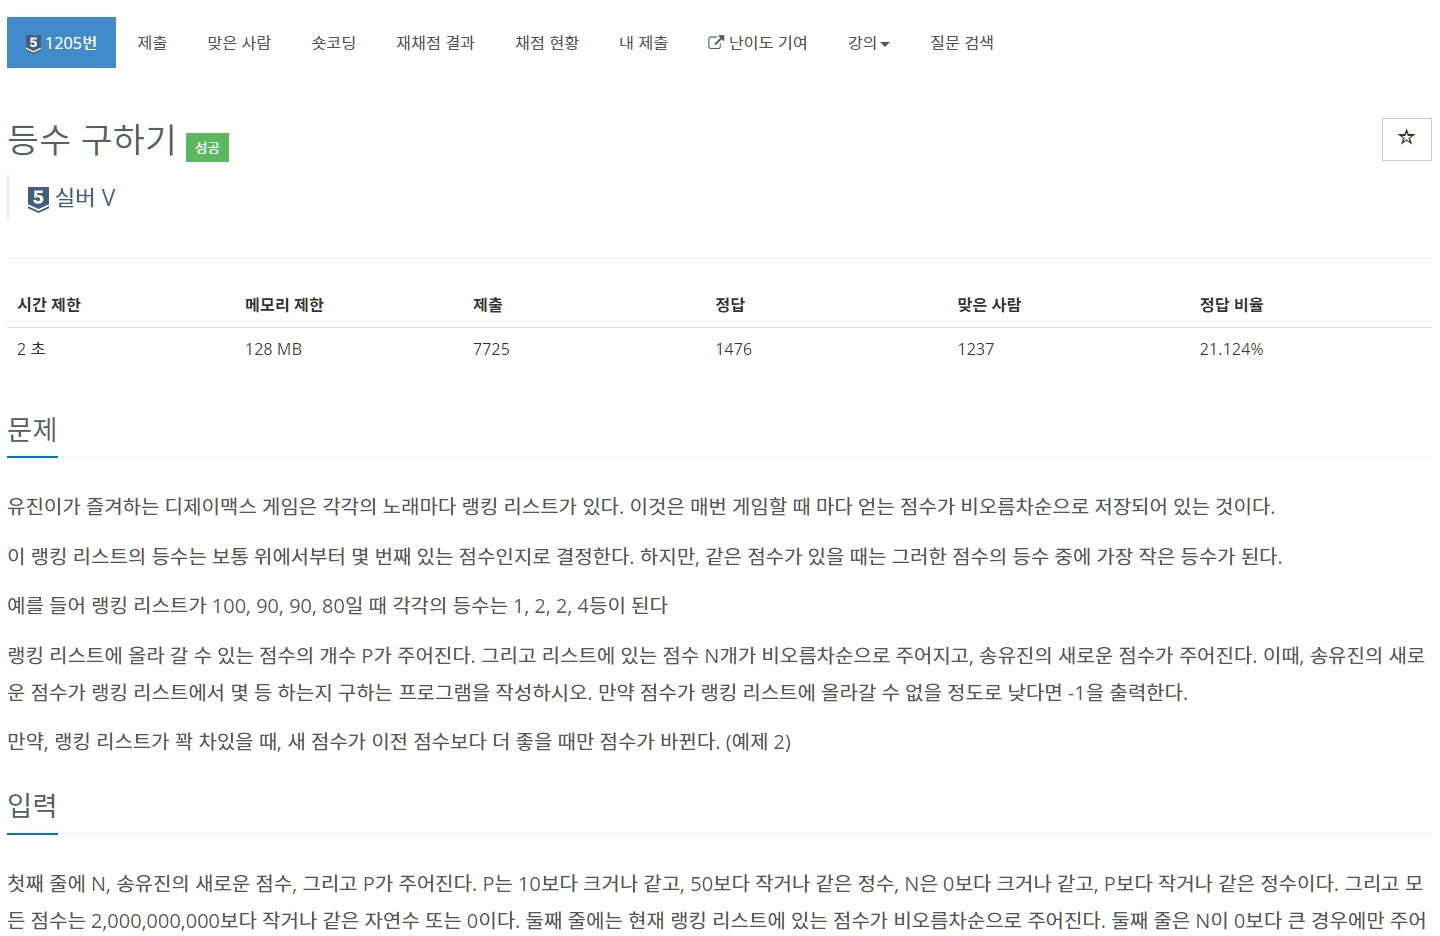 5 1205번 제출 맞은 사람 숏코딩 재채점 결과 채점 현황 내 제출 난이도 기여 강의 질문 검색
등수 구하기 성공
☆
5 실버 V
시간 제한 메모리 제한 제출 정답 맞은 사람 정답 비율
2 초 128 MB 7725 1476 1237 21.124%
문제
유진이가 즐겨하는 디제이맥스 게임은 각각의 노래마다 랭킹 리스트가 있다. 이것은 매번 게임할 때 마다 얻는 점수가 비오름차순으로 저장되어 있는 것이다.
이 랭킹 리스트의 등수는 보통 위에서부터 몇 번째 있는 점수인지로 결정한다. 하지만, 같은 점수가 있을 때는 그러한 점수의 등수 중에 가장 작은 등수가 된다.
예를 들어 랭킹 리스트가 100, 90, 90, 80일 때 각각의 등수는 1, 2, 2, 4등이 된다
랭킹 리스트에 올라 갈 수 있는 점수의 개수 P가 주어진다. 그리고 리스트에 있는 점수 N개가 비오름차순으로 주어지고, 송유진의 새로운 점수가 주어진다. 이때, 송유진의 새로
운 점수가 랭킹 리스트에서 몇 등 하는지 구하는 프로그램을 작성하시오. 만약 점수가 랭킹 리스트에 올라갈 수 없을 정도로 낮다면 -1을 출력한다.
만약, 랭킹 리스트가 꽉 차있을 때, 새 점수가 이전 점수보다 더 좋을 때만 점수가 바뀐다. (예제 2)
입력
첫째 줄에 N, 송유진의 새로운 점수, 그리고 P가 주어진다. P는 10보다 크거나 같고, 50보다 작거나 같은 정수, N은 0보다 크거나 같고, P보다 작거나 같은 정수이다. 그리고 모
든 점수는 2,000,000,000보다 작거나 같은 자연수 또는 0이다. 둘째 줄에는 현재 랭킹 리스트에 있는 점수가 비오름차순으로 주어진다. 둘째 줄은 N이 0보다 큰 경우에만 주어